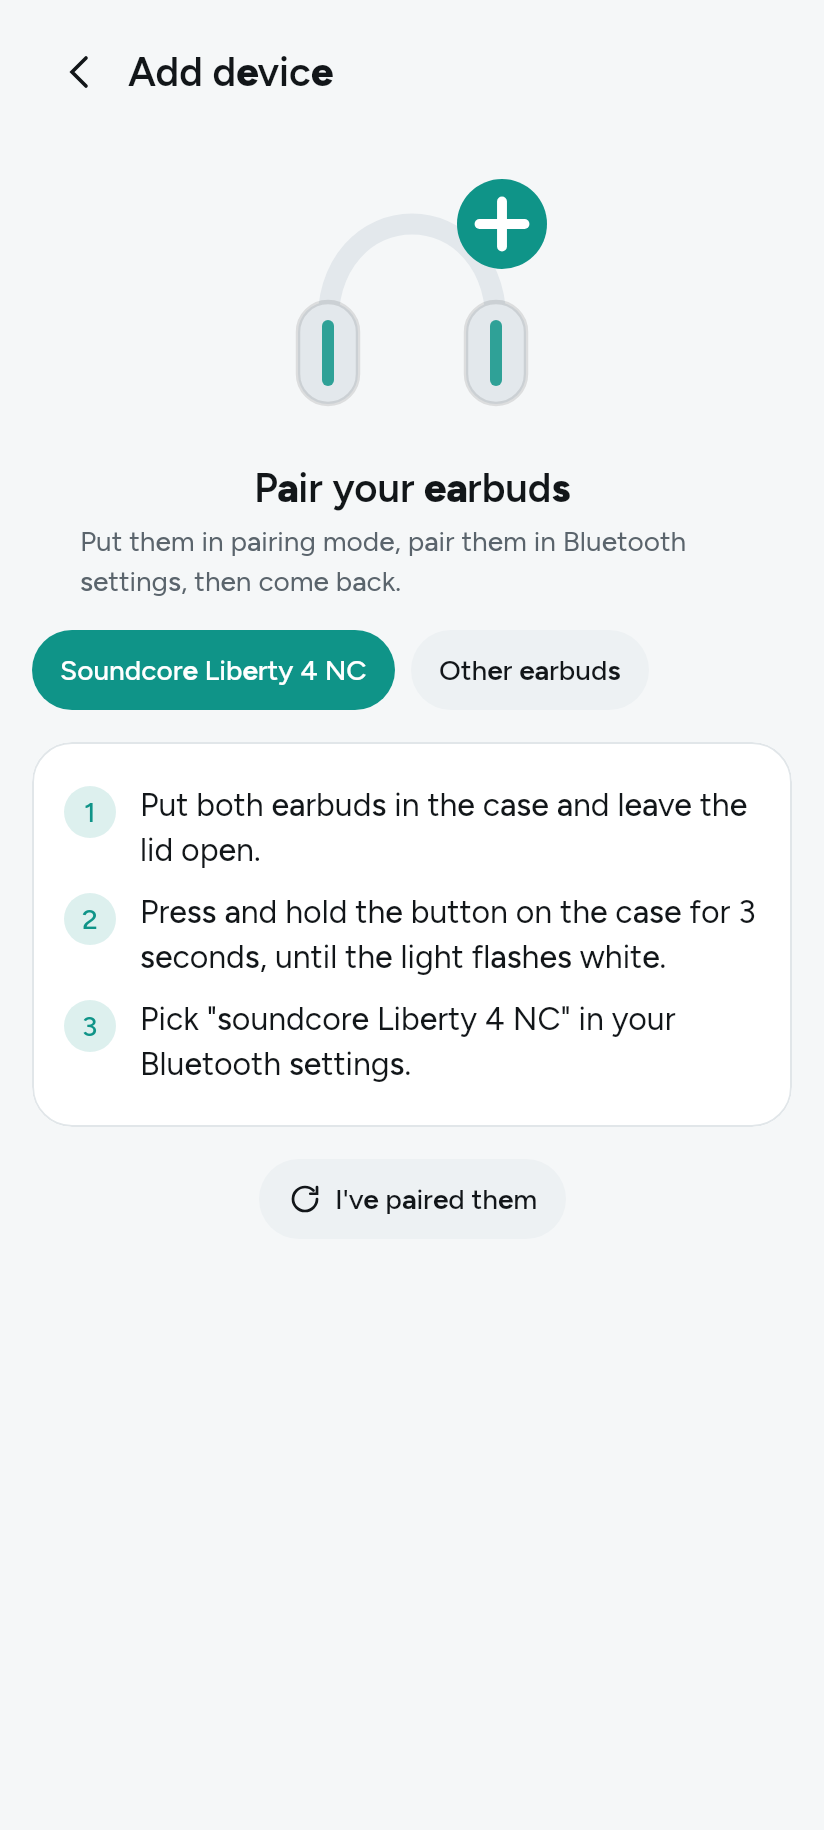 Add device
Pair your earbuds
Put them in pairing mode, pair them in Bluetooth
settings, then come back.
Soundcore Liberty 4 NC
Other earbuds
1
Put both earbuds in the case and leave the
lid open.
2
Press and hold the button on the case for 3
seconds, until the light flashes white.
3
Pick "soundcore Liberty 4 NC" in your
Bluetooth settings.
I've paired them